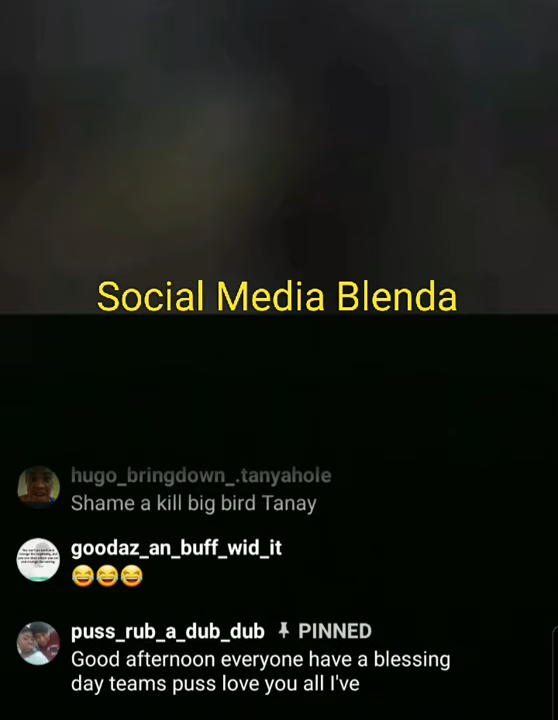 Social Media Blenda
hugo_bringdown_.tanyahole
Shame a kill big bird Tanay
goodaz_an_buff_wid_it
😂😂😂
puss_rub_a_dub_dub PINNED
Good afternoon everyone have a blessing
day teams puss love you all I've